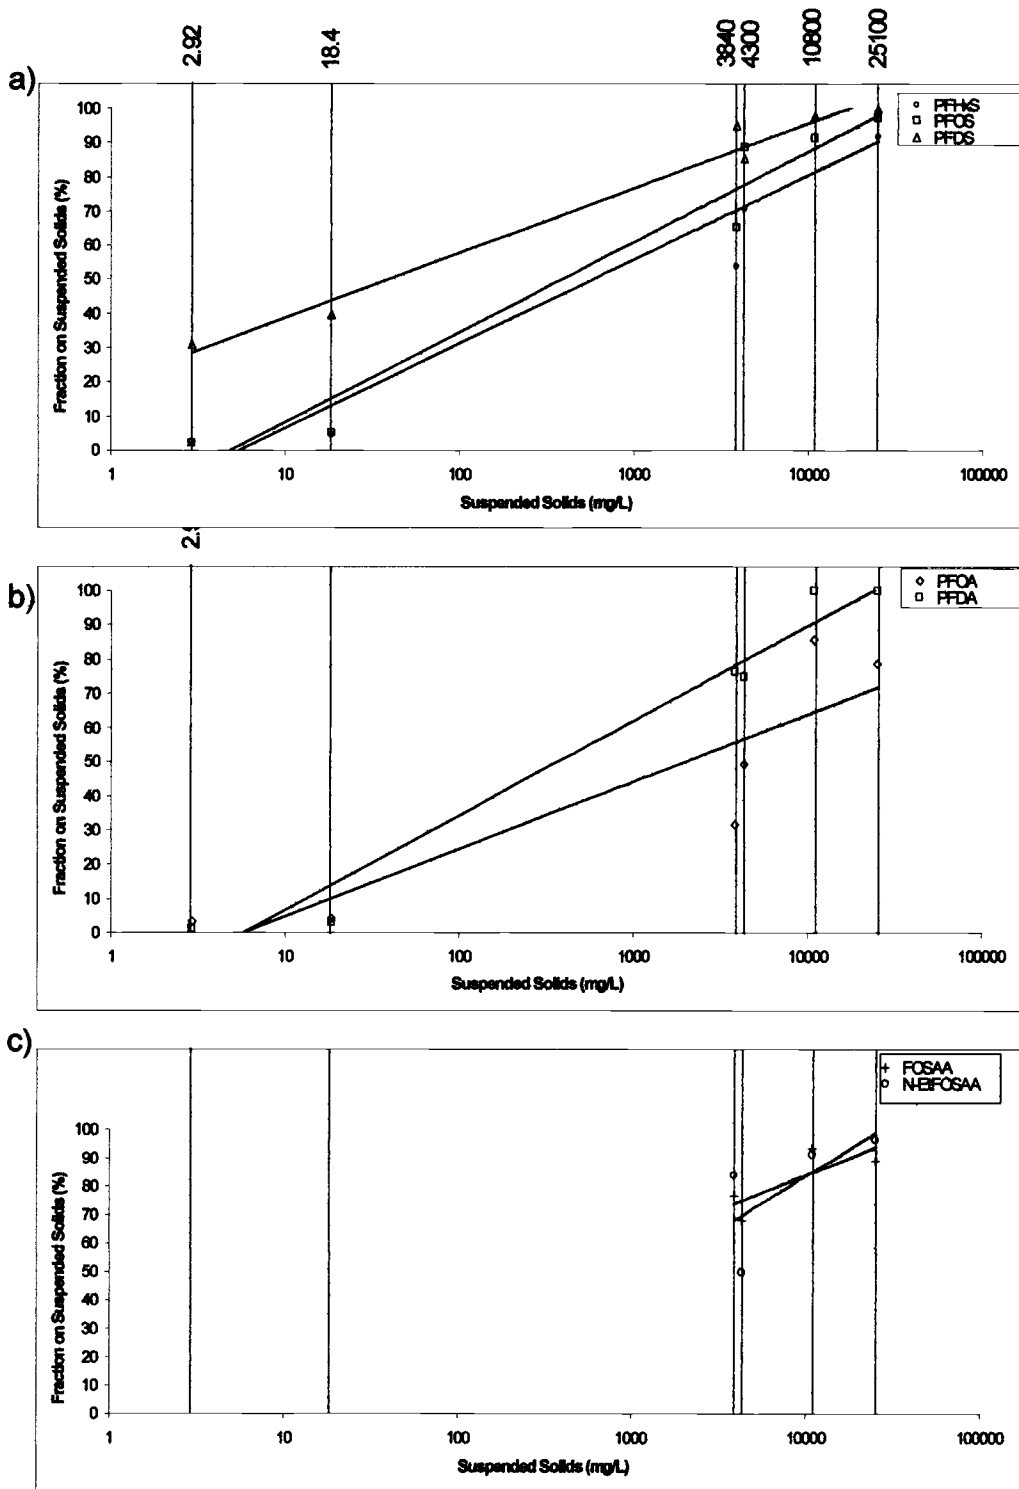 2.92 18.4 3840 4300 10800 25100
a)
PFHxS
PFOS
PFDS
Fraction on Suspended Solids (%)
100
90
80
70
60
50
40
30
20
10
0
1 10 100 1000 10000 100000
Suspended Solids (mg/L)
b)
PFOA
PFDA
Fraction on Suspended Solids (%)
100
90
80
70
60
50
40
30
20
10
0
1 10 100 1000 10000 100000
Suspended Solids (mg/L)
c)
FOSAA
N-EtFOSAA
Fraction on Suspended Solids (%)
100
90
80
70
60
50
40
30
20
10
0
1 10 100 1000 10000 100000
Suspended Solids (mg/L)